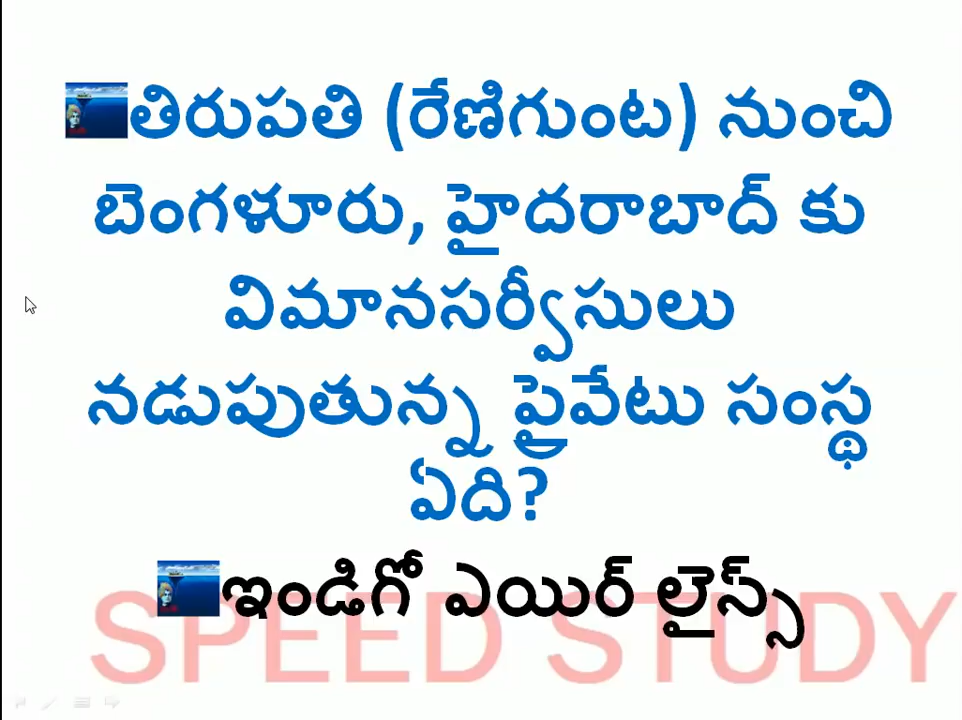 తిరుపతి (రేణిగుంట) నుంచి
బెంగళూరు, హైదరాబాద్ కు
విమానసర్వీసులు
నడుపుతున్న ప్రైవేటు సంస్థ
ఏది?
ఇండిగో ఎయిర్ లైన్స్
SPEED STUDY